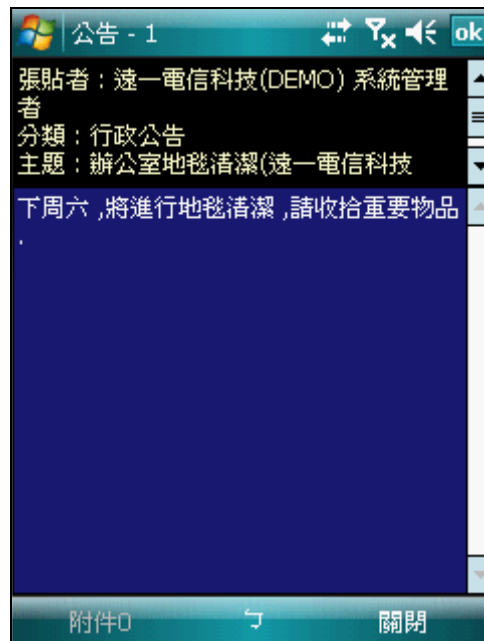 公告 - 1
ok
張貼者：遠一電信科技(DEMO) 系統管理
者
分類：行政公告
主題：辦公室地毯清潔(遠一電信科技
下周六 ,將進行地毯清潔 ,請收拾重要物品
.
附件0 ㄅ 關閉